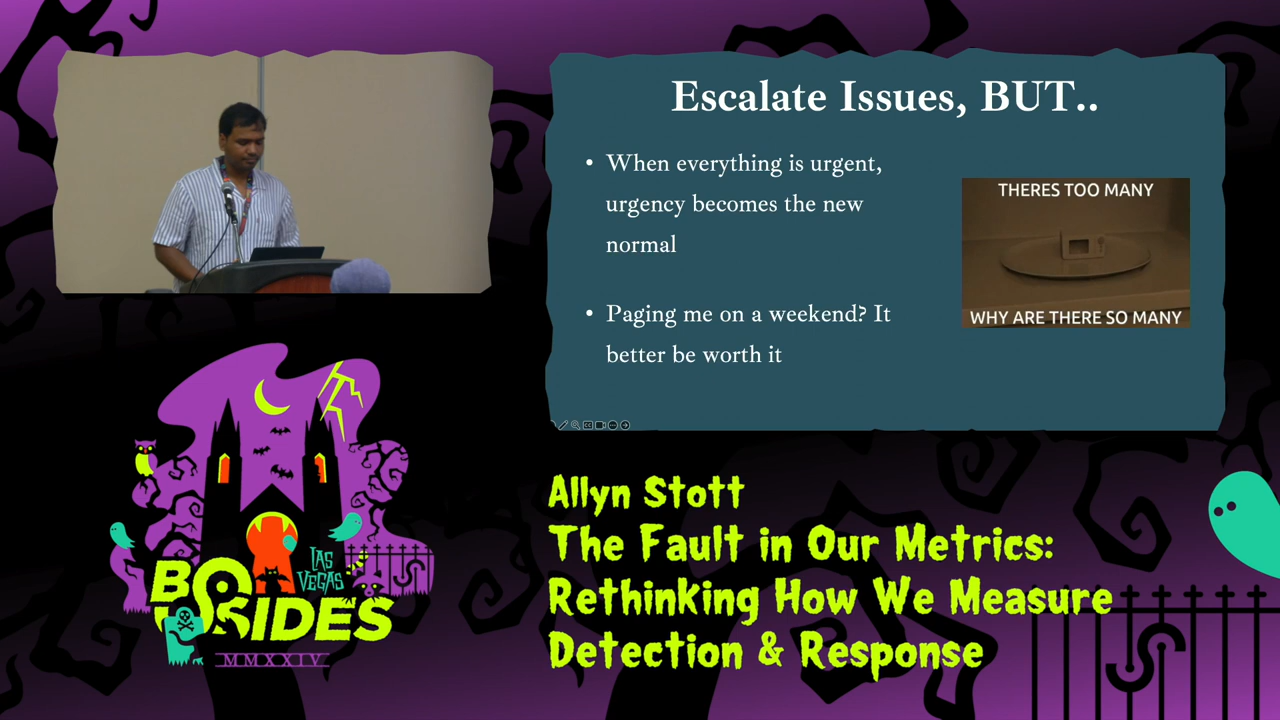 Escalate Issues, BUT..
• When everything is urgent,
urgency becomes the new
normal
• Paging me on a weekend? It
better be worth it
THERES TOO MANY
WHY ARE THERE SO MANY
LAS
VEGAS
BSIDES
MMXXIV
Allyn Stott
The Fault in Our Metrics:
Rethinking How We Measure
Detection & Response